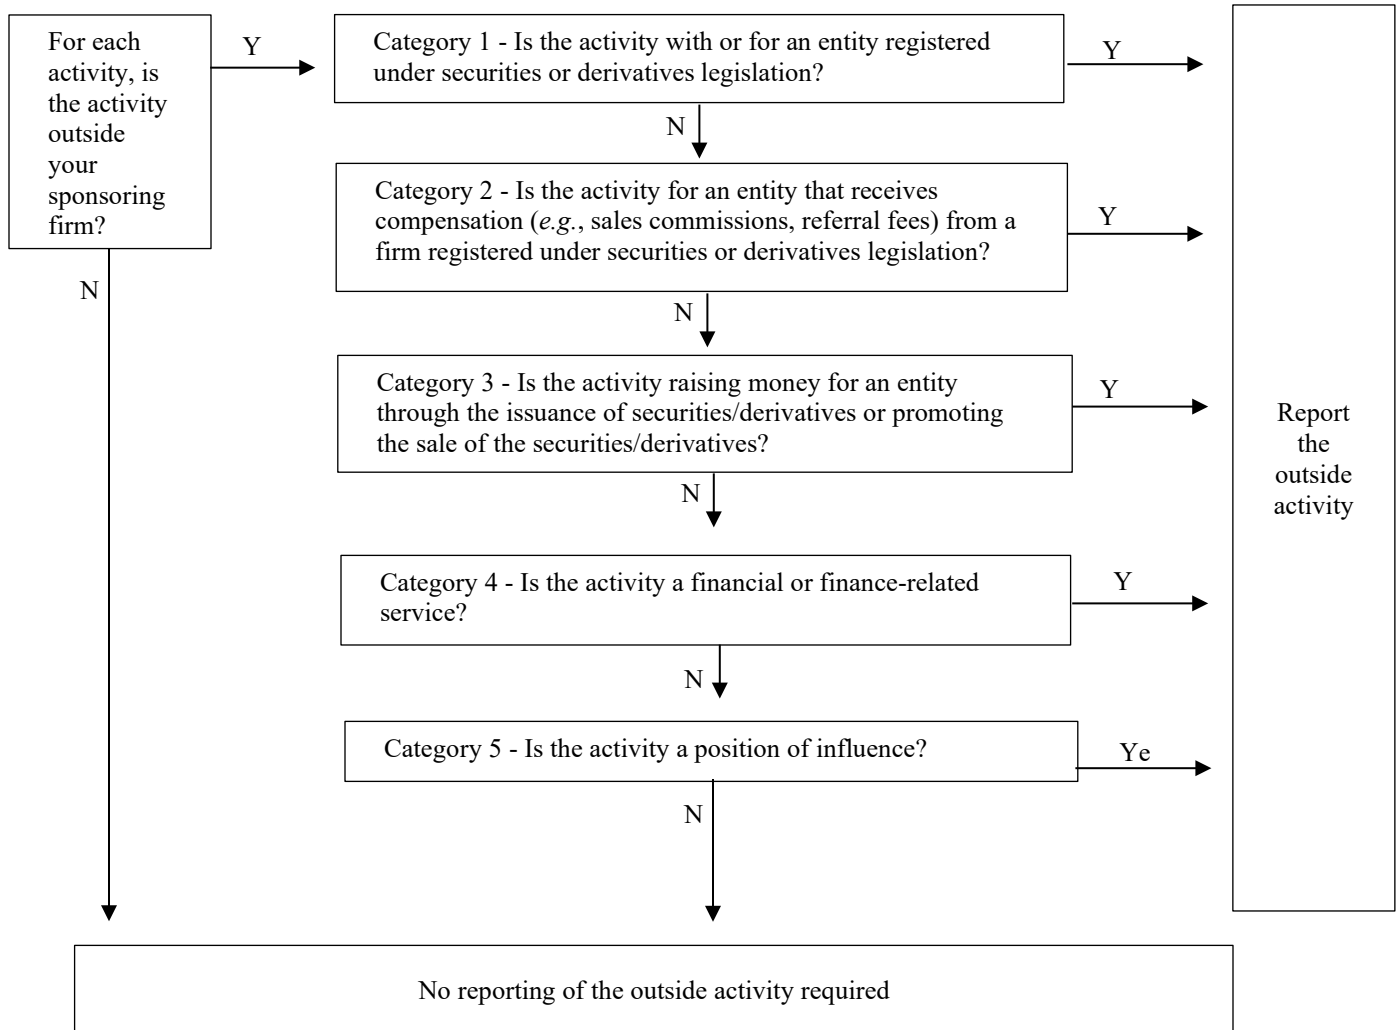 For each
activity, is
the activity
outside
your
sponsoring
firm?
Y
Category 1 - Is the activity with or for an entity registered
under securities or derivatives legislation?
Y
N
Category 2 - Is the activity for an entity that receives
compensation (e.g., sales commissions, referral fees) from a
firm registered under securities or derivatives legislation?
Y
N
N
Category 3 - Is the activity raising money for an entity
through the issuance of securities/derivatives or promoting
the sale of the securities/derivatives?
Y
N
Category 4 - Is the activity a financial or finance-related
service?
Y
N
Category 5 - Is the activity a position of influence?
Ye
N
Report
the
outside
activity
No reporting of the outside activity required